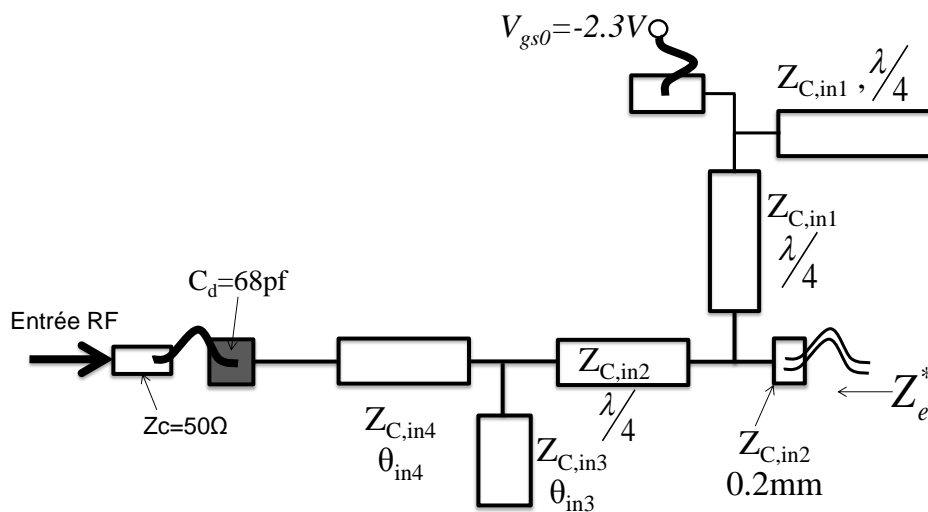 V_gs0=-2.3V
Z_C,in1 , λ/4
Z_C,in1
λ/4
C_d=68pf
Entrée RF
Zc=50Ω
Z_C,in4
θ_in4
Z_C,in3
θ_in3
Z_C,in2
λ/4
Z_C,in2
0.2mm
Z_e^*